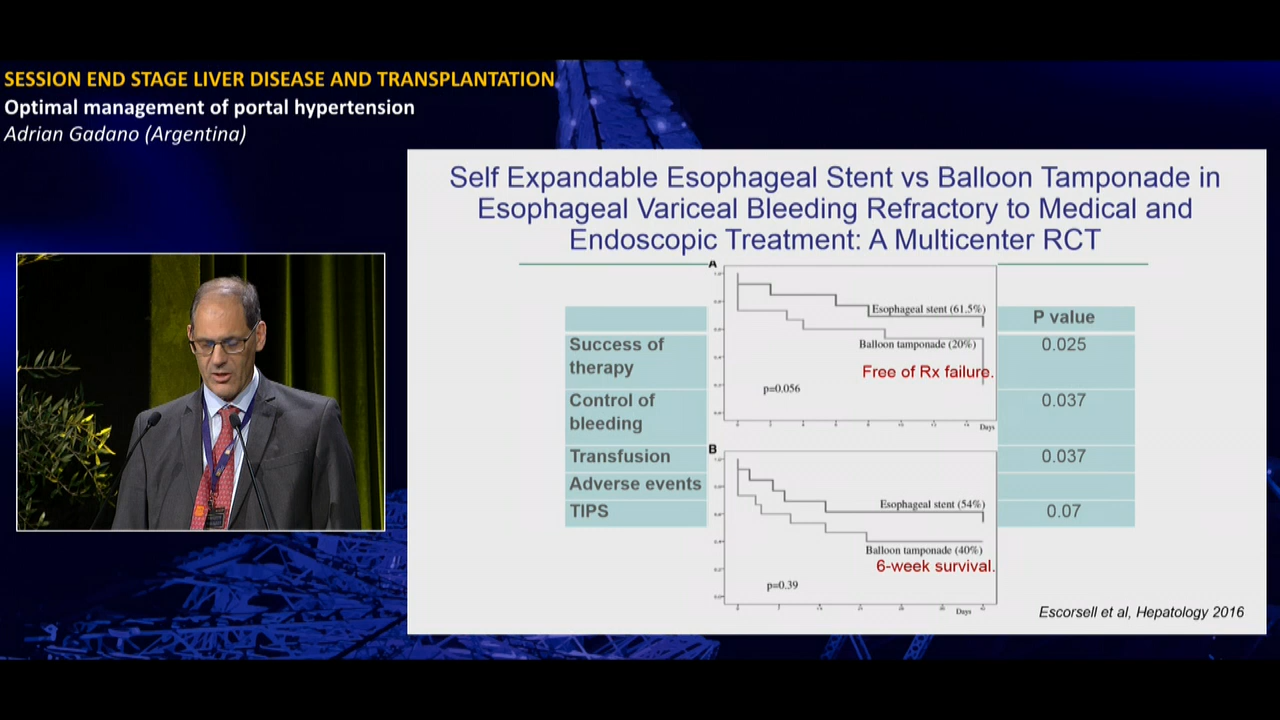 SESSION END STAGE LIVER DISEASE AND TRANSPLANTATION
Optimal management of portal hypertension
Adrian Gadano (Argentina)
Self Expandable Esophageal Stent vs Balloon Tamponade in
Esophageal Variceal Bleeding Refractory to Medical and
Endoscopic Treatment: A Multicenter RCT
A
Esophageal stent (61.5%)
Balloon tamponade (20%)
Free of Rx failure.
p=0.056
Days
B
Esophageal stent (54%)
Balloon tamponade (40%)
6-week survival.
p=0.39
Days
P value
Success of
therapy
0.025
Control of
bleeding
0.037
Transfusion
0.037
Adverse events
TIPS
0.07
Escorsell et al, Hepatology 2016